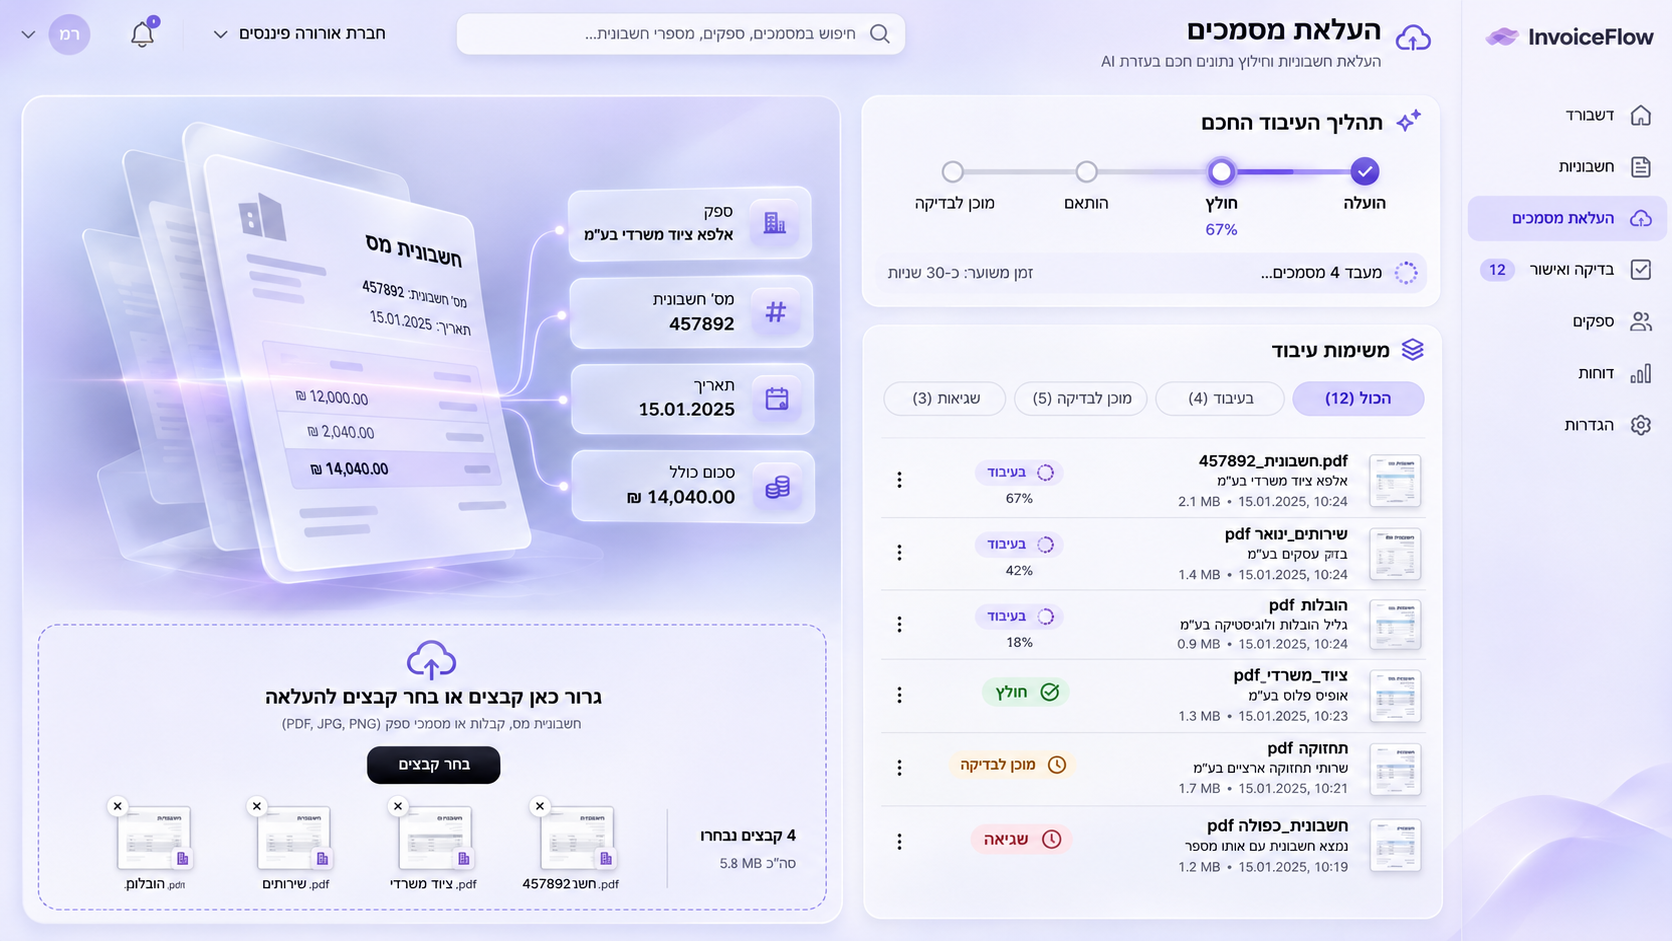 InvoiceFlow
דשבורד
חשבוניות
העלאת מסמכים
בדיקה ואישור
12
ספקים
דוחות
הגדרות
העלאת מסמכים
העלאת חשבוניות וחילוץ נתונים חכם בעזרת AI
חיפוש במסמכים, ספקים, מספרי חשבונית...
חברת אורורה פיננסים
רמ
תהליך העיבוד החכם
הועלה
חולץ
67%
הותאם
מוכן לבדיקה
מעבד 4 מסמכים...
זמן משוער: כ-30 שניות
משימות עיבוד
הכול (12)
בעיבוד (4)
מוכן לבדיקה (5)
שגיאות (3)
חשבונית_457892.pdf
אלפא ציוד משרדי בע"מ
2.1 MB • 15.01.2025, 10:24
בעיבוד
67%
שירותים_ינואר pdf
בזק עסקים בע"מ
1.4 MB • 15.01.2025, 10:24
בעיבוד
42%
הובלות pdf
גליל הובלות ולוגיסטיקה בע"מ
0.9 MB • 15.01.2025, 10:24
בעיבוד
18%
ציוד_משרדי_pdf
אופיס פלוס בע"מ
1.3 MB • 15.01.2025, 10:23
חולץ
תחזוקה pdf
שרותי תחזוקה ארציים בע"מ
1.7 MB • 15.01.2025, 10:21
מוכן לבדיקה
חשבונית_כפולה pdf
נמצא חשבונית עם אותו מספר
1.2 MB • 15.01.2025, 10:19
שגיאה
חשבונית מס
מס' חשבונית: 457892
תאריך: 15.01.2025
₪ 12,000.00
₪ 2,040.00
₪ 14,040.00
ספק
אלפא ציוד משרדי בע"מ
מס' חשבונית
457892
תאריך
15.01.2025
סכום כולל
₪ 14,040.00
גרור כאן קבצים או בחר קבצים להעלאה
חשבונית מס, קבלות או מסמכי ספק (PDF, JPG, PNG)
בחר קבצים
4 קבצים נבחרו
סה"כ 5.8 MB
חשנ457892.pdf
ציוד משרדי .pdf
שירותים .pdf
הובלות.